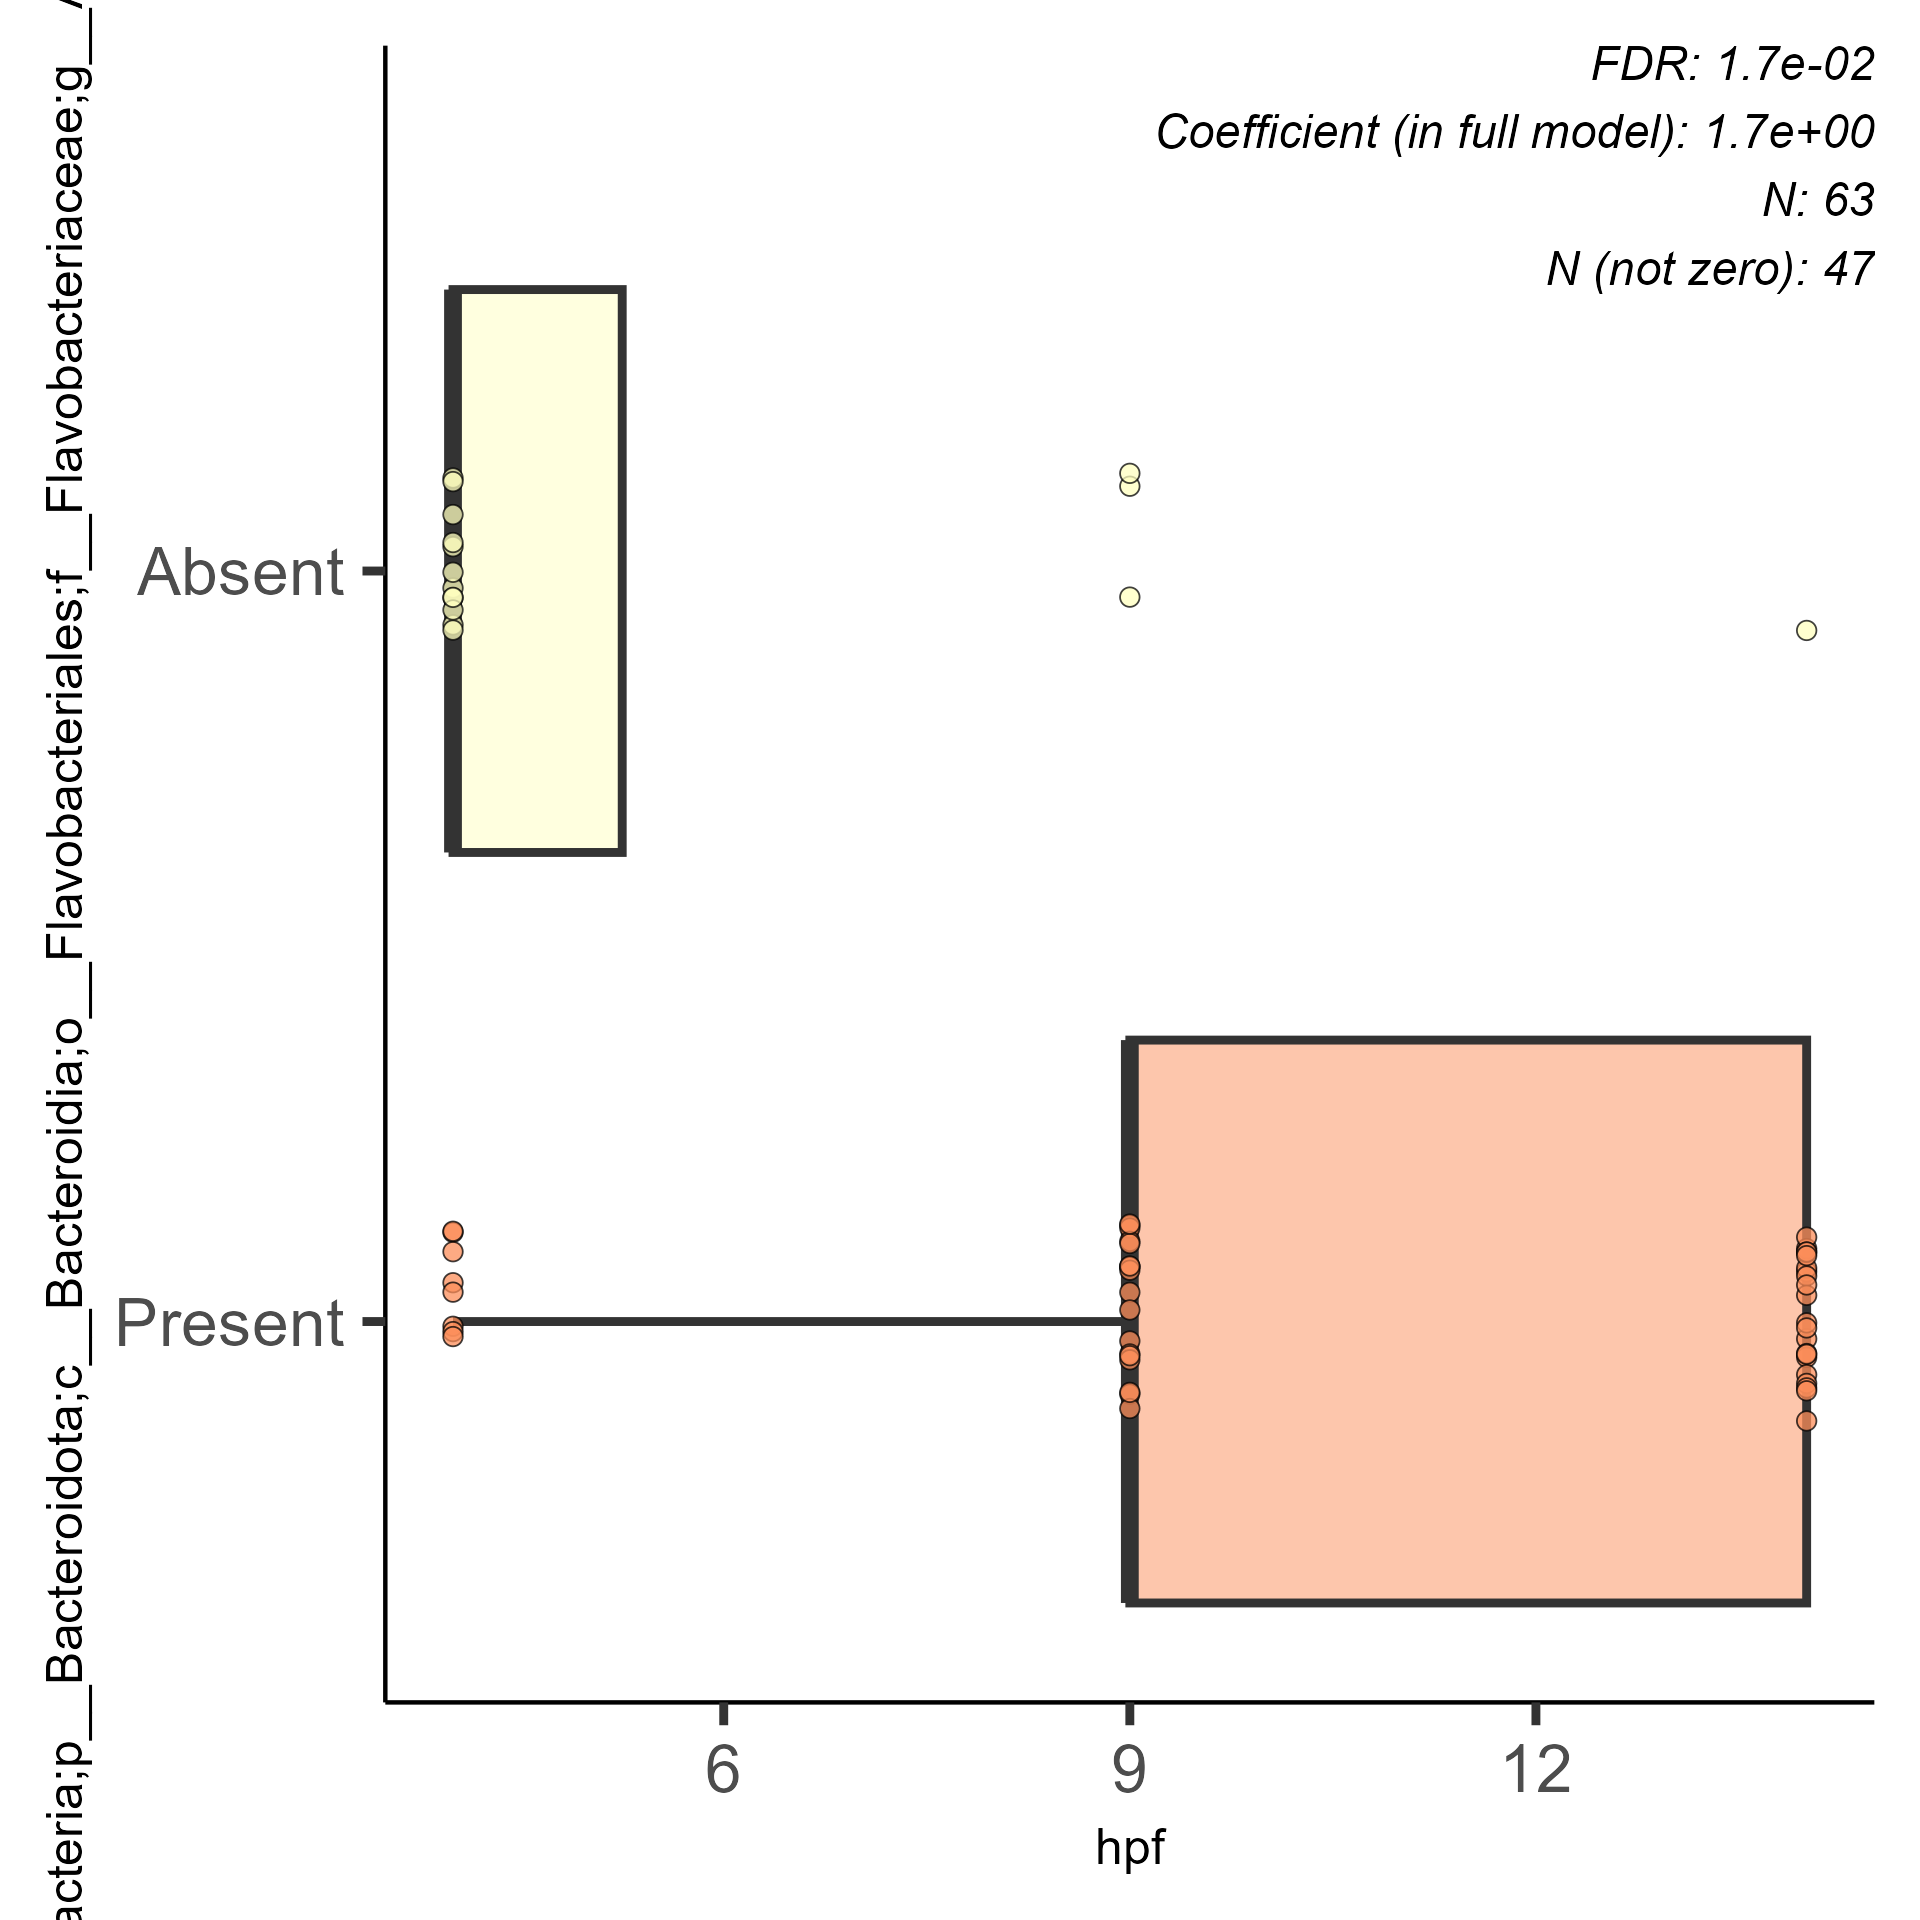 FDR: 1.7e-02
Coefficient (in full model): 1.7e+00
N: 63
N (not zero): 47
acteria;p__Bacteroidota;c__Bacteroidia;o__Flavobacteriales;f__Flavobacteriaceae;g__
Absent
Present
6 9 12
hpf